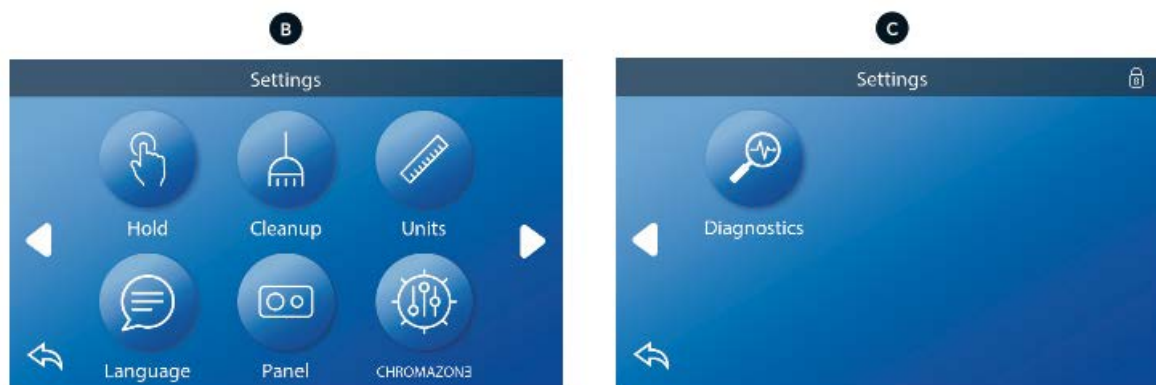 B
Settings
Hold Cleanup Units
Language Panel CHROMAZON3
C
Settings
Diagnostics